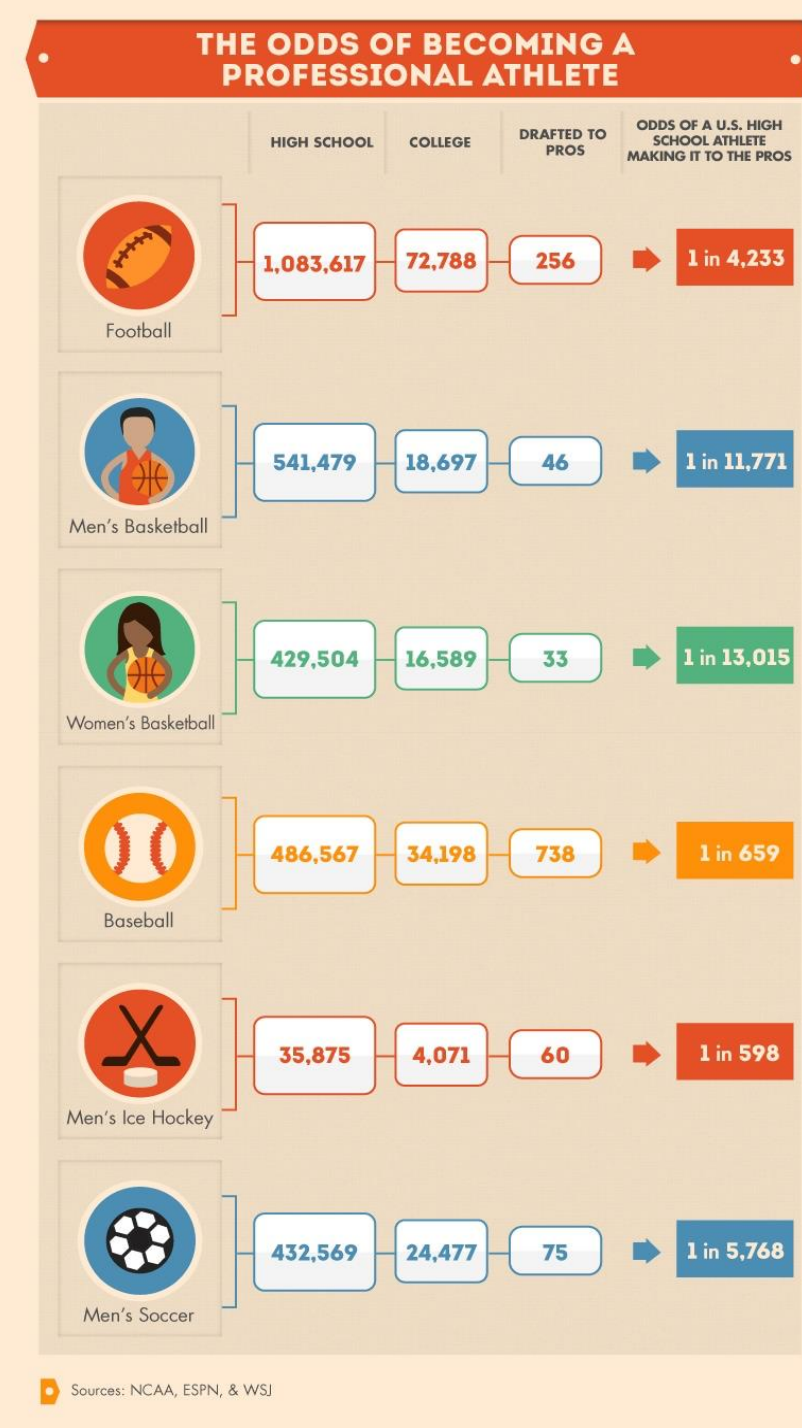 THE ODDS OF BECOMING A
PROFESSIONAL ATHLETE
HIGH SCHOOL
COLLEGE
DRAFTED TO
PROS
ODDS OF A U.S. HIGH
SCHOOL ATHLETE
MAKING IT TO THE PROS
1,083,617
72,788
256
1 in 4,233
Football
541,479
18,697
46
1 in 11,771
Men's Basketball
429,504
16,589
33
1 in 13,015
Women's Basketball
486,567
34,198
738
1 in 659
Baseball
35,875
4,071
60
1 in 598
Men's Ice Hockey
432,569
24,477
75
1 in 5,768
Men's Soccer
Sources: NCAA, ESPN, & WSJ